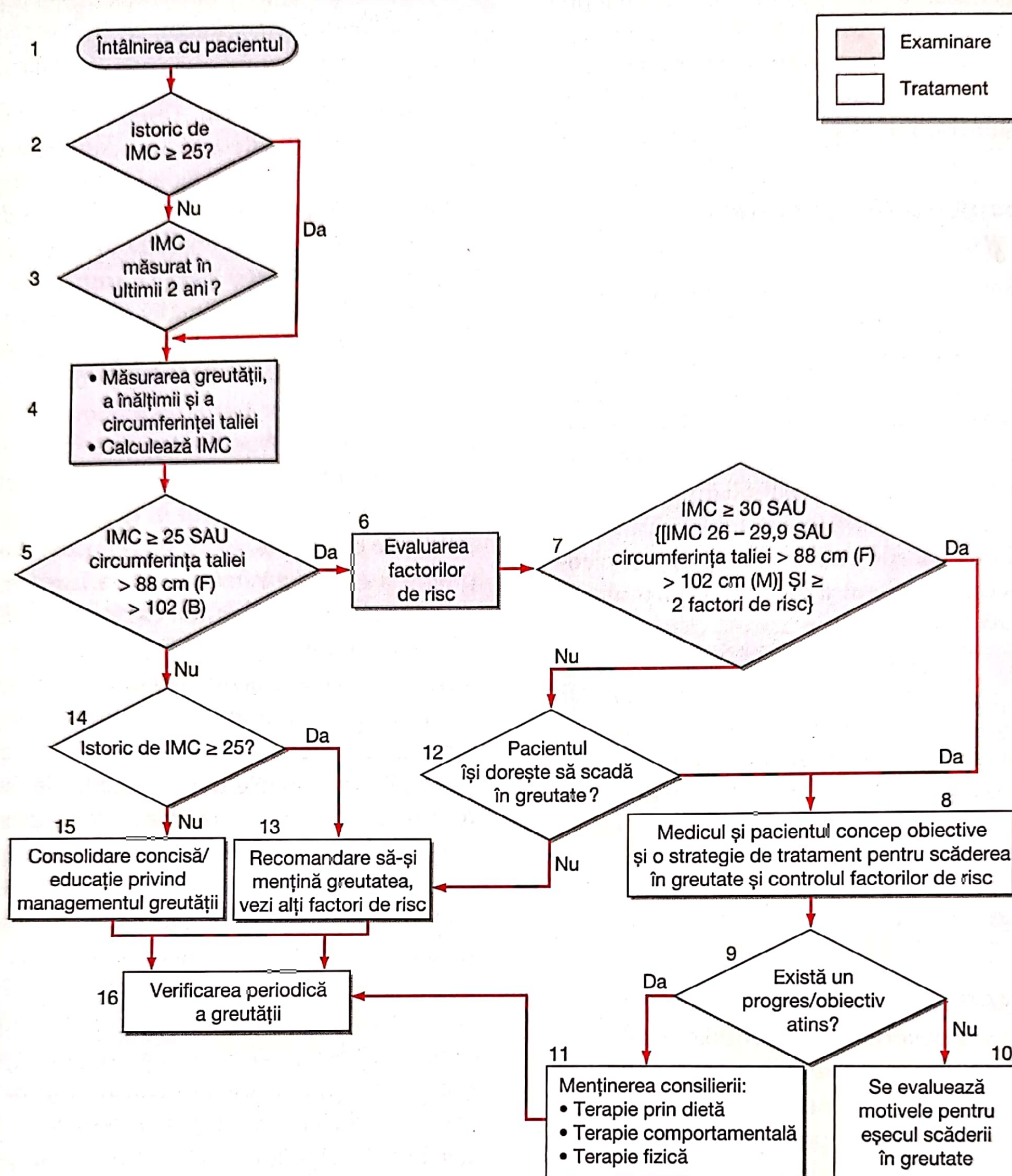 1
Întâlnirea cu pacientul
Examinare
Tratament
2
istoric de
IMC ≥ 25?
Nu
Da
3
IMC
măsurat în
ultimii 2 ani?
4
• Măsurarea greutății,
a înălțimii și a
circumferinței taliei
• Calculează IMC
5
IMC ≥ 25 SAU
circumferința taliei
> 88 cm (F)
> 102 (B)
Da
6
Evaluarea
factorilor
de risc
7
IMC ≥ 30 SAU
{[IMC 26 – 29,9 SAU
circumferința taliei > 88 cm (F)
> 102 cm (M)] ȘI ≥
2 factori de risc}
Da
Nu
Nu
14
Istoric de IMC ≥ 25?
Da
12
Pacientul
își dorește să scadă
în greutate?
Da
Nu
15
Consolidare concisă/
educație privind
managementul greutății
13
Recomandare să-și
mențină greutatea,
vezi alți factori de risc
Nu
8
Medicul și pacientul concep obiective
și o strategie de tratament pentru scăderea
în greutate și controlul factorilor de risc
16
Verificarea periodică
a greutății
9
Există un
progres/obiectiv
atins?
Da
Nu
11
Menținerea consilierii:
• Terapie prin dietă
• Terapie comportamentală
• Terapie fizică
10
Se evaluează
motivele pentru
eșecul scăderii
în greutate